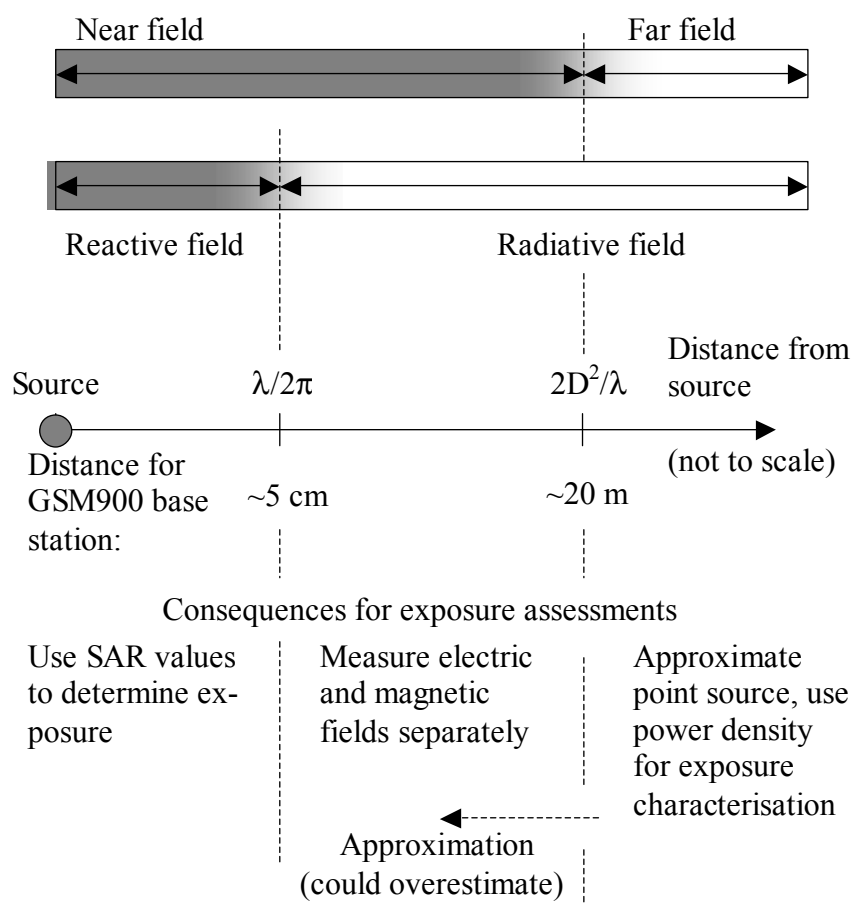 Near field
Far field
Reactive field
Radiative field
Distance from
source
Source
λ/2π
2D²/λ
(not to scale)
Distance for
GSM900 base
station:
~5 cm
~20 m
Consequences for exposure assessments
Use SAR values
to determine ex-
posure
Measure electric
and magnetic
fields separately
Approximate
point source, use
power density
for exposure
characterisation
Approximation
(could overestimate)